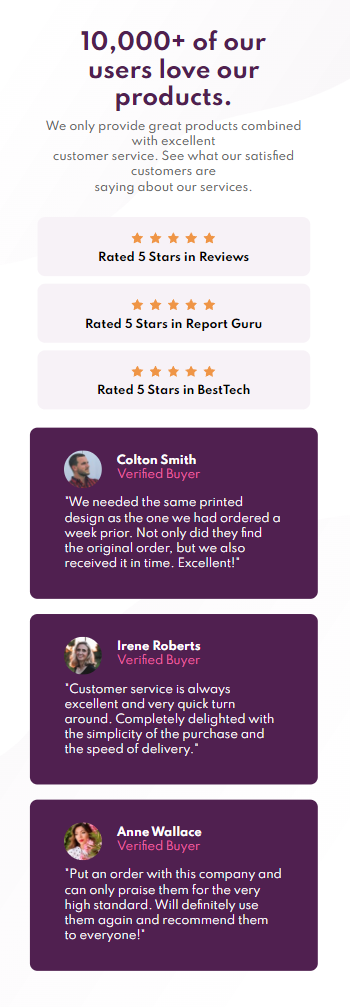 10,000+ of our
users love our
products.
We only provide great products combined
with excellent
customer service. See what our satisfied
customers are
saying about our services.
Rated 5 Stars in Reviews
Rated 5 Stars in Report Guru
Rated 5 Stars in BestTech
Colton Smith
Verified Buyer
"We needed the same printed
design as the one we had ordered a
week prior. Not only did they find
the original order, but we also
received it in time. Excellent!"
Irene Roberts
Verified Buyer
"Customer service is always
excellent and very quick turn
around. Completely delighted with
the simplicity of the purchase and
the speed of delivery."
Anne Wallace
Verified Buyer
"Put an order with this company and
can only praise them for the very
high standard. Will definitely use
them again and recommend them
to everyone!"